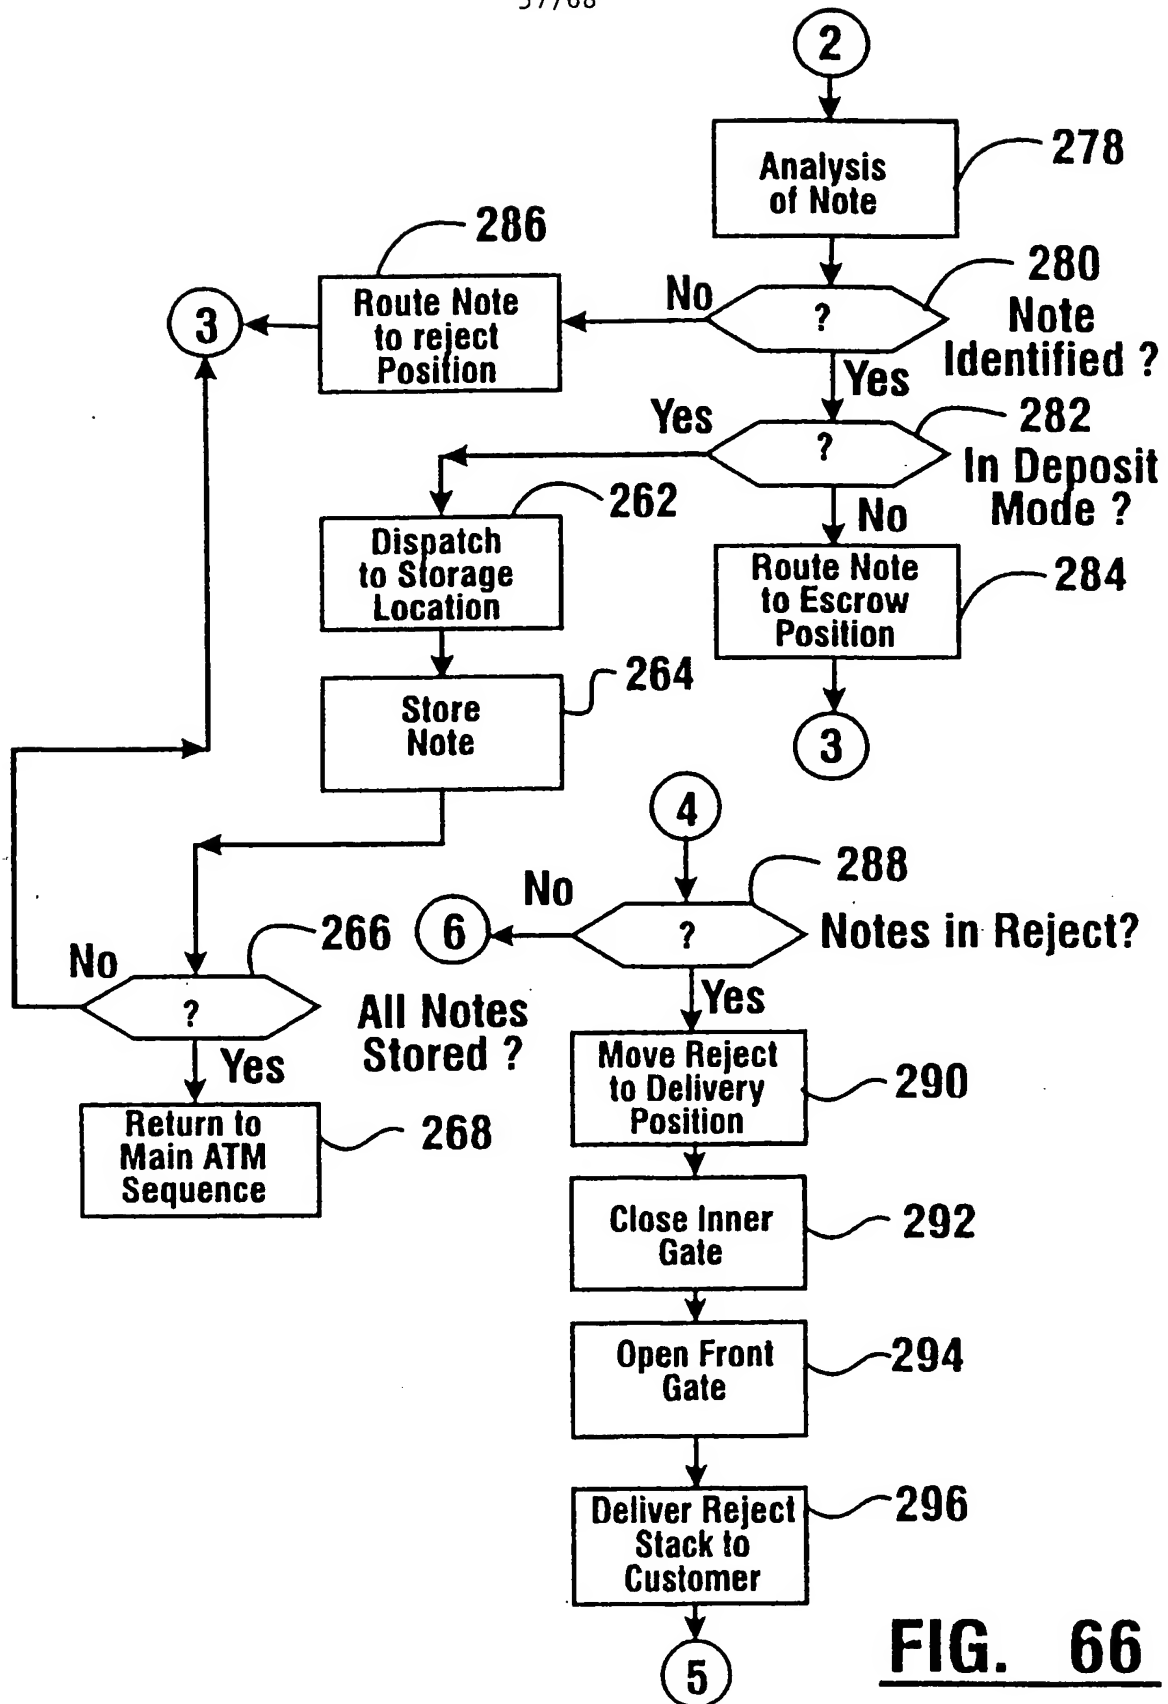 57/68
2
Analysis
of Note
278
280
Note
Identified ?
?
No
Yes
286
Route Note
to reject
Position
3
282
In Deposit
Mode ?
?
Yes
No
262
Dispatch
to Storage
Location
Route Note
to Escrow
Position
284
3
264
Store
Note
266
No
?
All Notes
Stored ?
Yes
Return to
Main ATM
Sequence
268
4
288
No
6
?
Notes in Reject?
Yes
Move Reject
to Delivery
Position
290
Close Inner
Gate
292
Open Front
Gate
294
Deliver Reject
Stack to
Customer
296
5
FIG. 66